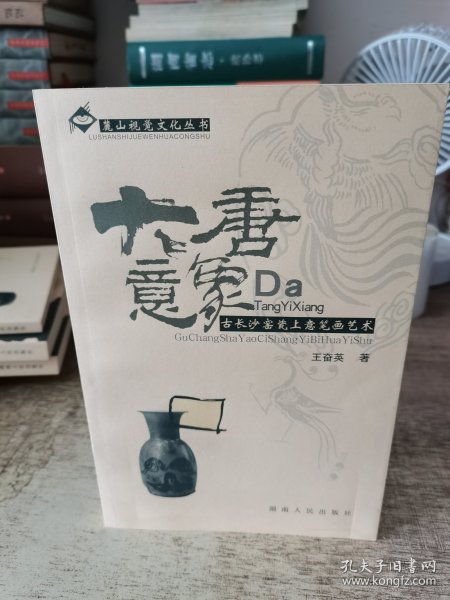 麓山视觉文化丛书
LUSHANSHIJUEWENHUACONGSHU
大唐
意象
Da
TangYiXiang
古长沙窑瓷上意笔画艺术
GuChangShaYaoCiShangYiBiHuaYiShu
王奋英 著
湖南人民出版社
孔夫子旧书网
www.kongfz.com